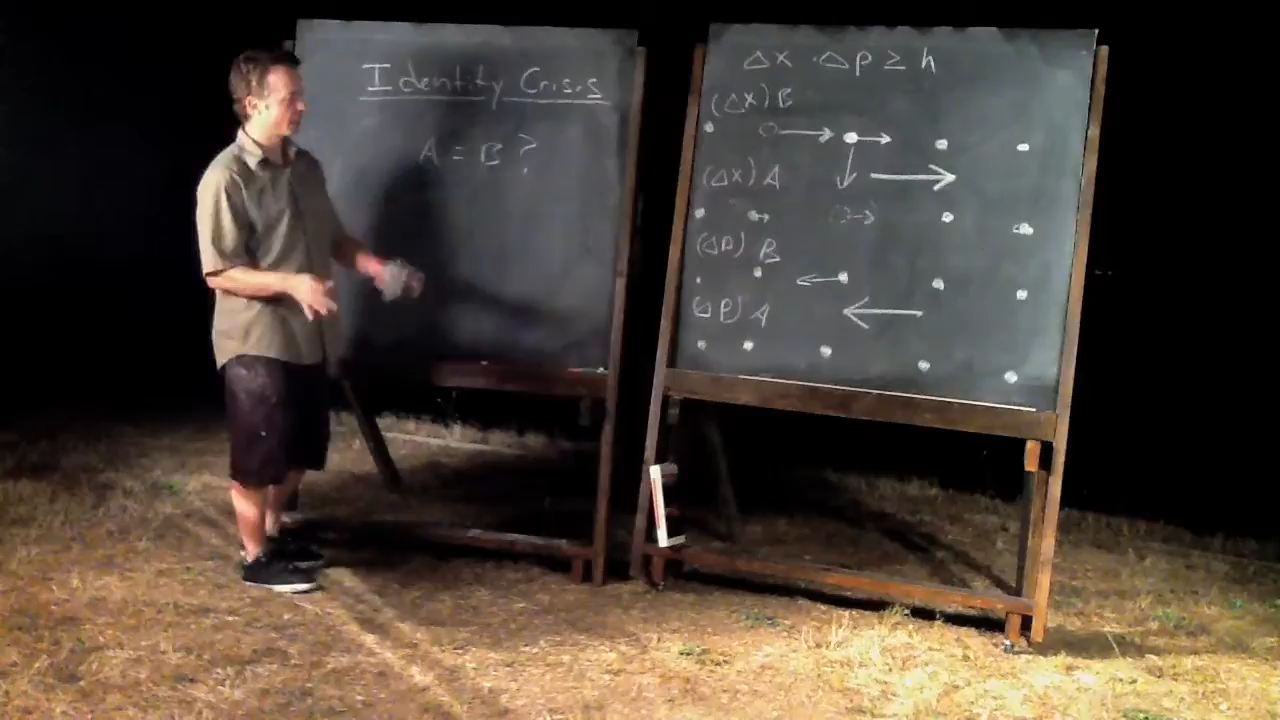 Identity Crisis
A = B ?
Δx · Δp ≥ h
(Δx) B
(Δx) A
(Δp) B
(Δp) A